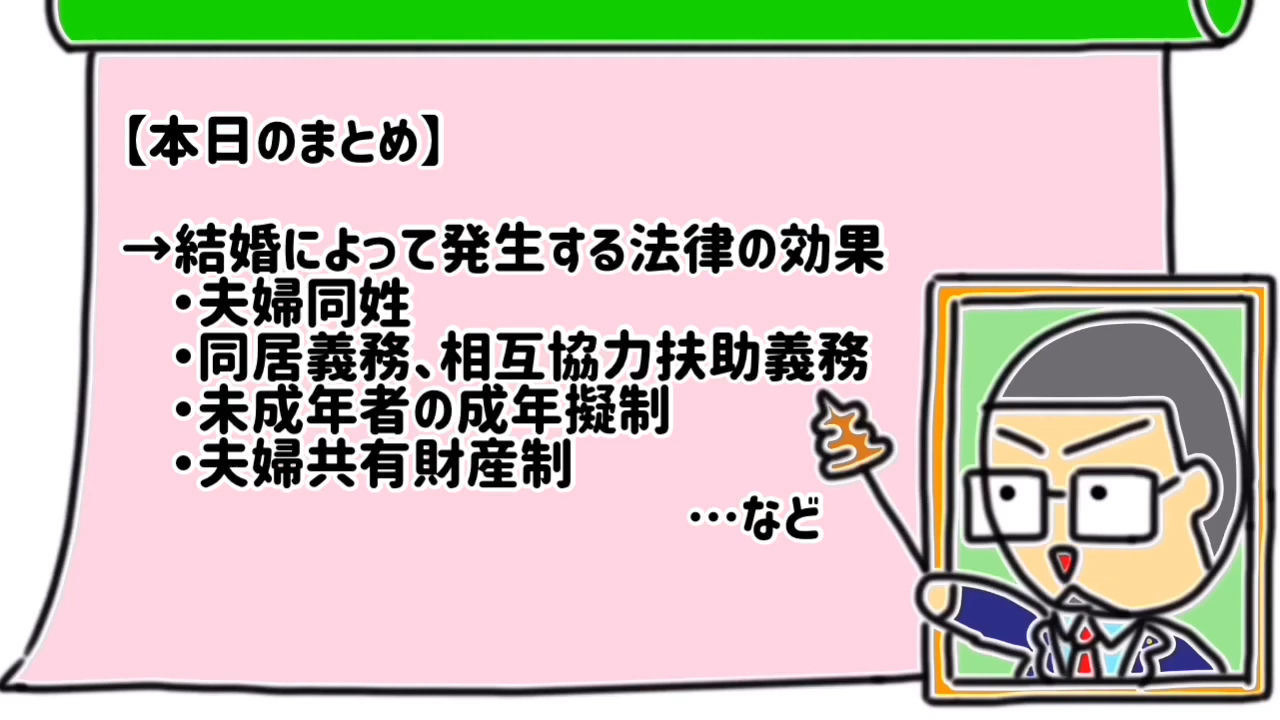 【本日のまとめ】
→結婚によって発生する法律の効果
・夫婦同姓
・同居義務、相互協力扶助義務
・未成年者の成年擬制
・夫婦共有財産制
…など